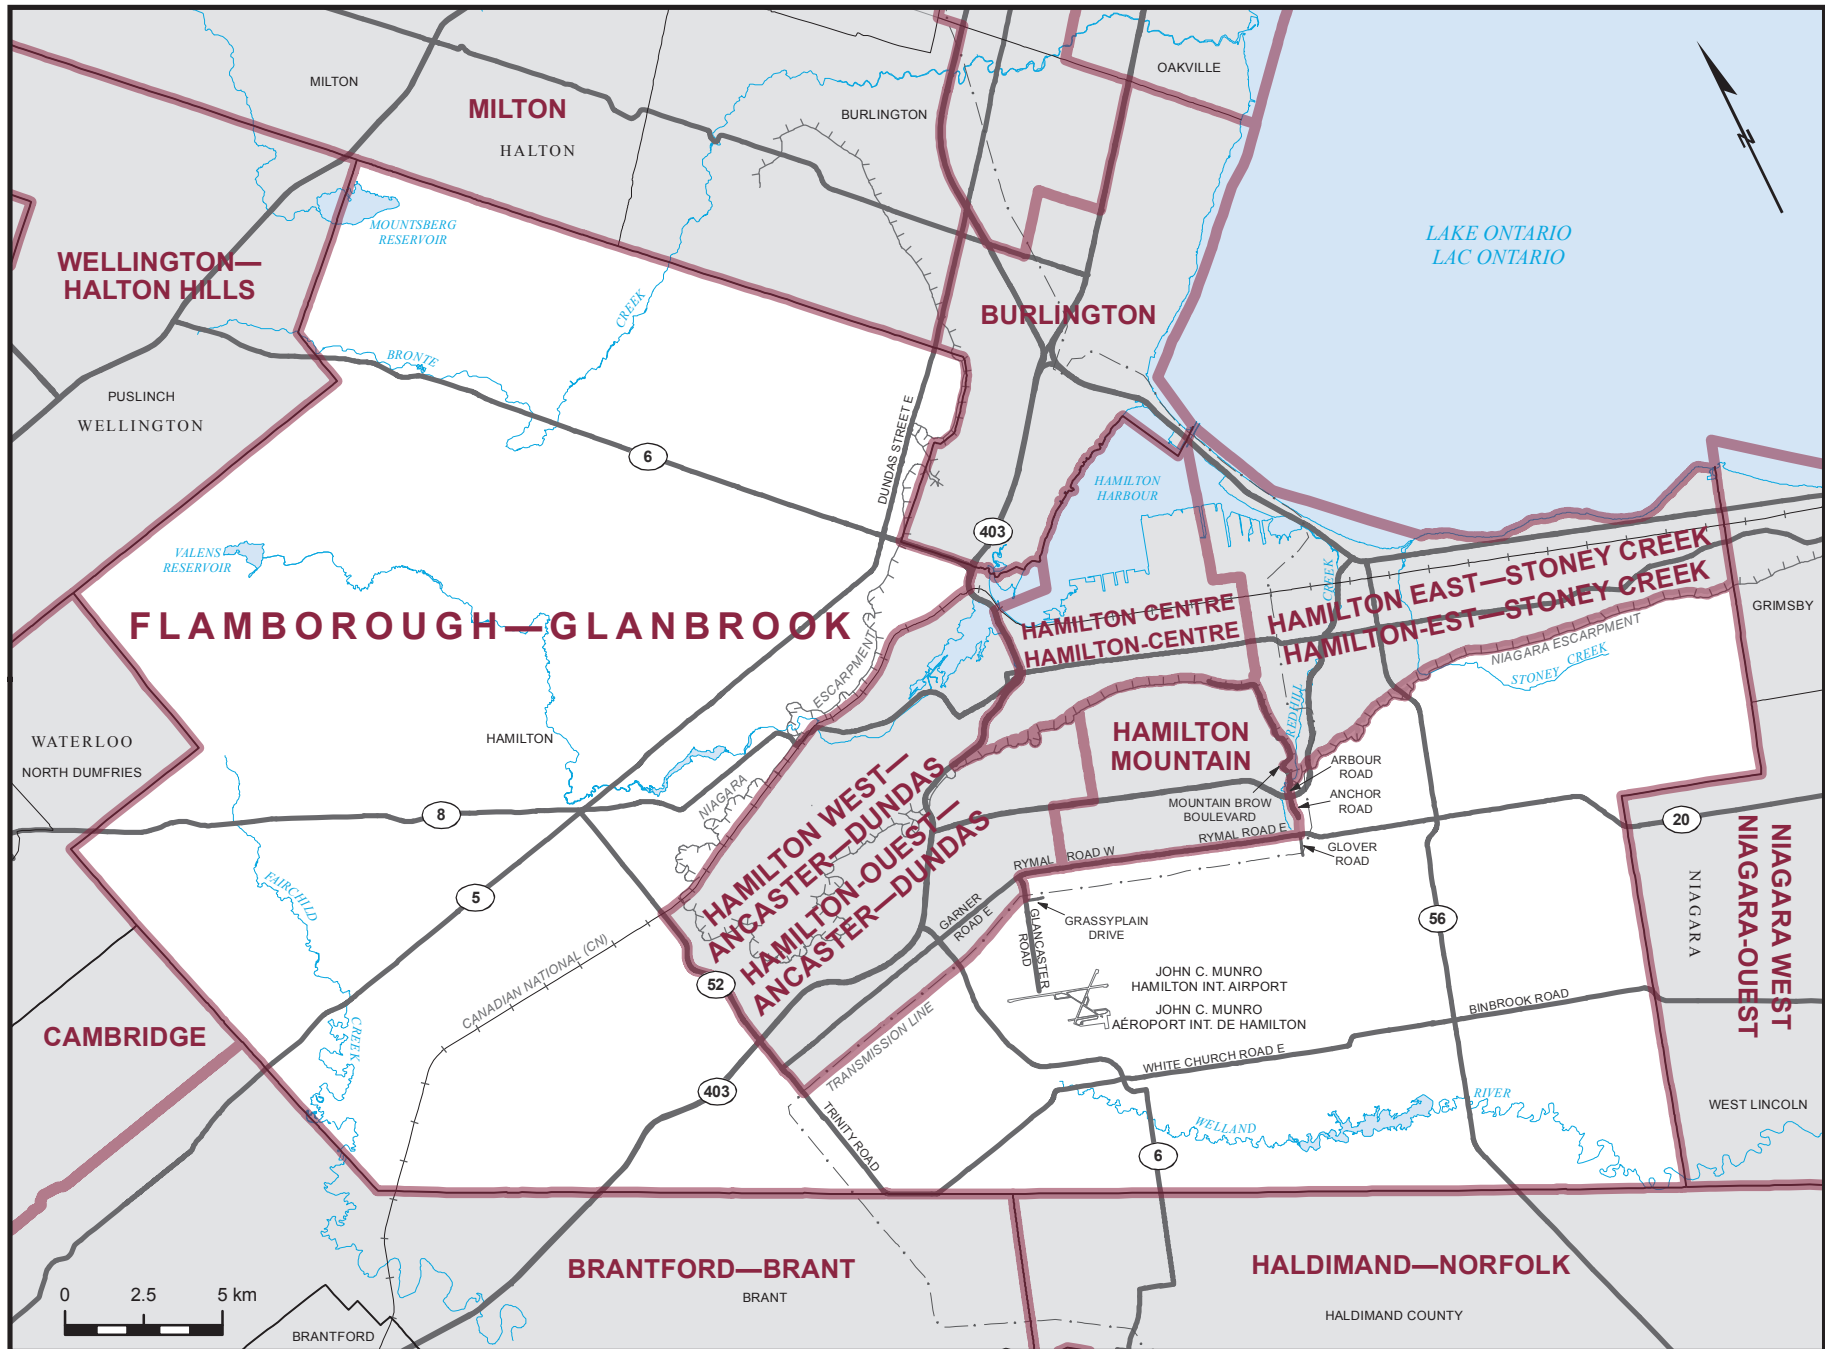 MILTON
MILTON
HALTON
BURLINGTON
OAKVILLE
N
MOUNTSBERG
RESERVOIR
LAKE ONTARIO
LAC ONTARIO
WELLINGTON—
HALTON HILLS
CREEK
BURLINGTON
BRONTE
PUSLINCH
WELLINGTON
DUNDAS STREET E
6
HAMILTON
HARBOUR
403
VALENS
RESERVOIR
FLAMBOROUGH—GLANBROOK
HAMILTON CENTRE
HAMILTON-CENTRE
CREEK
HAMILTON EAST—STONEY CREEK
HAMILTON-EST—STONEY CREEK
GRIMSBY
NIAGARA ESCARPMENT
STONEY CREEK
ESCARPMENT
REDHILL
WATERLOO
NORTH DUMFRIES
HAMILTON
HAMILTON
MOUNTAIN
ARBOUR
ROAD
ANCHOR
ROAD
MOUNTAIN BROW
BOULEVARD
NIAGARA
8
HAMILTON WEST—
ANCASTER—DUNDAS
HAMILTON-OUEST—
ANCASTER—DUNDAS
RYMAL ROAD W
RYMAL ROAD E
GLOVER
ROAD
20
NIAGARA
NIAGARA WEST
NIAGARA-OUEST
FAIRCHILD
5
GARNER
ROAD E
GLANCASTER
ROAD
GRASSYPLAIN
DRIVE
56
CANADIAN NATIONAL (CN)
52
JOHN C. MUNRO
HAMILTON INT. AIRPORT
JOHN C. MUNRO
AÉROPORT INT. DE HAMILTON
BINBROOK ROAD
CAMBRIDGE
CREEK
TRANSMISSION LINE
WHITE CHURCH ROAD E
403
TRINITY ROAD
WELLAND
RIVER
WEST LINCOLN
6
BRANTFORD—BRANT
BRANT
HALDIMAND—NORFOLK
HALDIMAND COUNTY
0 2.5 5 km
BRANTFORD